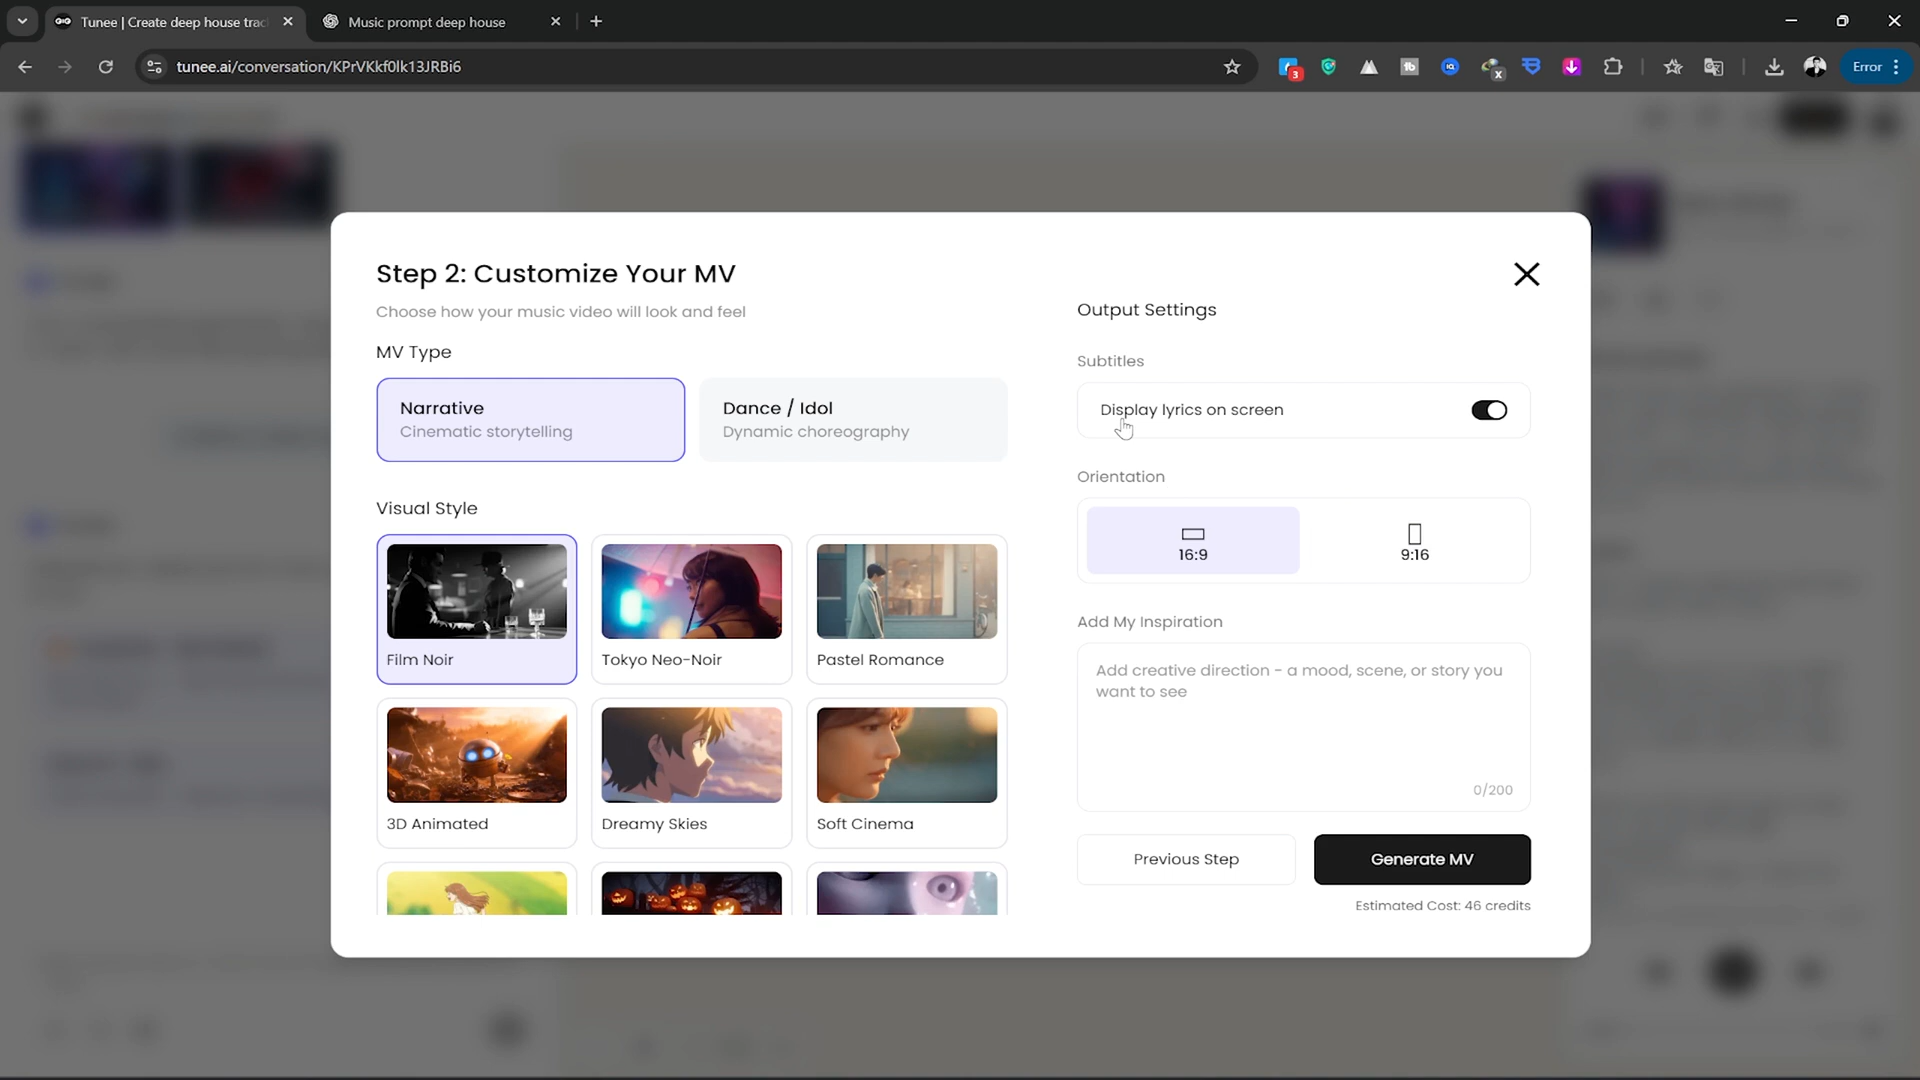 Tunee | Create deep house trac
Music prompt deep house
tunee.ai/conversation/KPrVKkf0lk13JRBi6
3
Error
Step 2: Customize Your MV
Choose how your music video will look and feel
MV Type
Narrative
Cinematic storytelling
Dance / Idol
Dynamic choreography
Visual Style
Film Noir
Tokyo Neo-Noir
Pastel Romance
3D Animated
Dreamy Skies
Soft Cinema
Output Settings
Subtitles
Display lyrics on screen
Orientation
16:9
9:16
Add My Inspiration
Add creative direction - a mood, scene, or story you
want to see
0/200
Previous Step
Generate MV
Estimated Cost: 46 credits